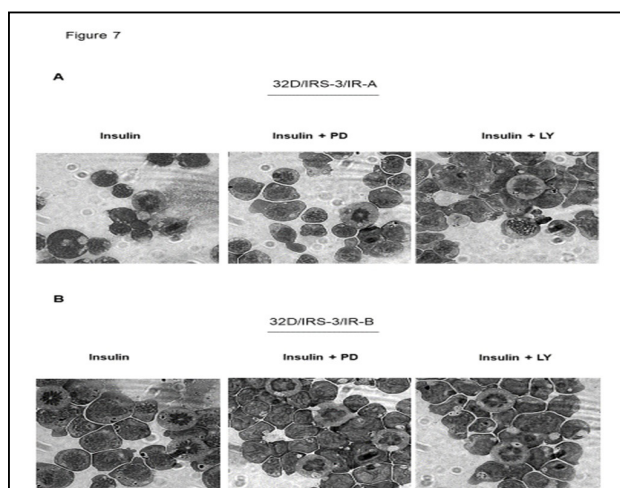 Figure 7
A
32D/IRS-3/IR-A
Insulin
Insulin + PD
Insulin + LY
B
32D/IRS-3/IR-B
Insulin
Insulin + PD
Insulin + LY